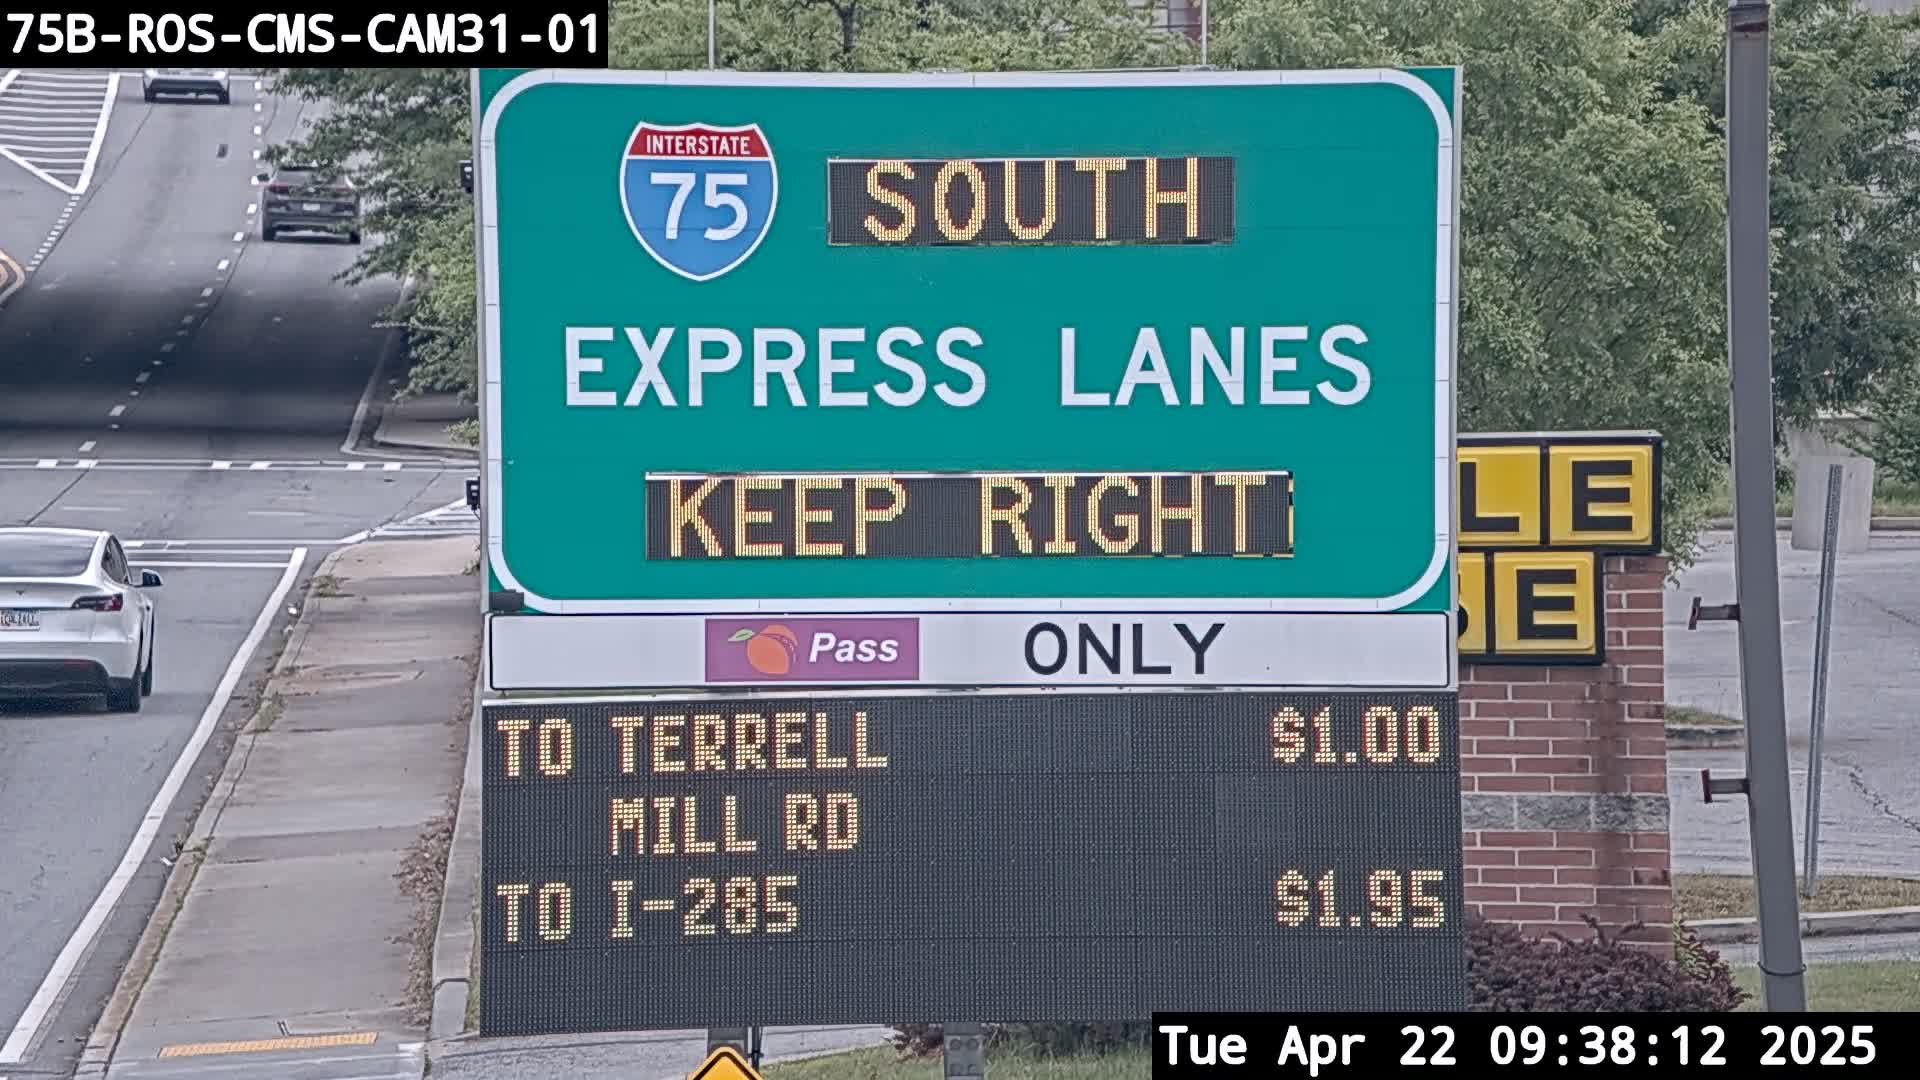 75B-ROS-CMS-CAM31-01
INTERSTATE
75
SOUTH
EXPRESS LANES
KEEP RIGHT
LE
E
Pass ONLY
TO TERRELL $1.00
MILL RD
TO I-285 $1.95
Tue Apr 22 09:38:12 2025